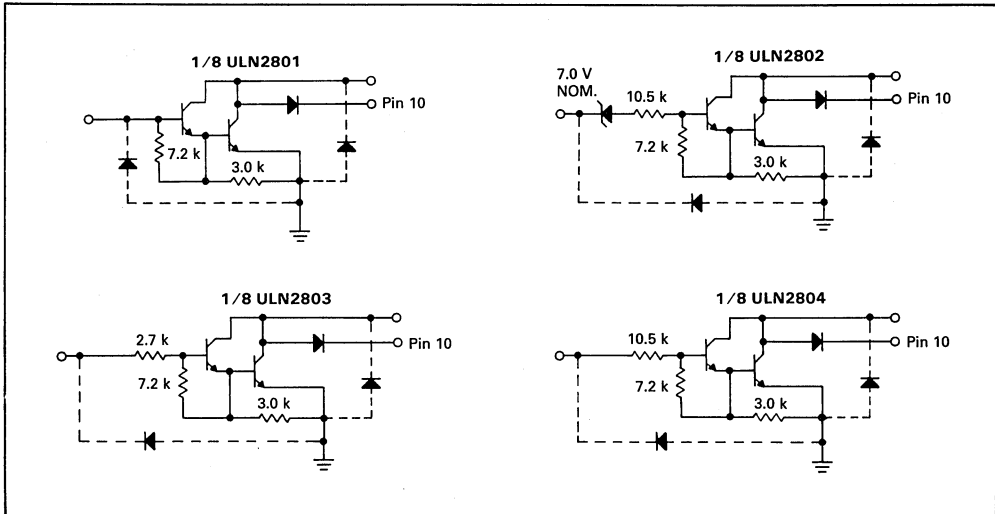 1/8 ULN2801
7.2 k
3.0 k
Pin 10
1/8 ULN2802
7.0 V
NOM.
10.5 k
7.2 k
3.0 k
Pin 10
1/8 ULN2803
2.7 k
7.2 k
3.0 k
Pin 10
1/8 ULN2804
10.5 k
7.2 k
3.0 k
Pin 10